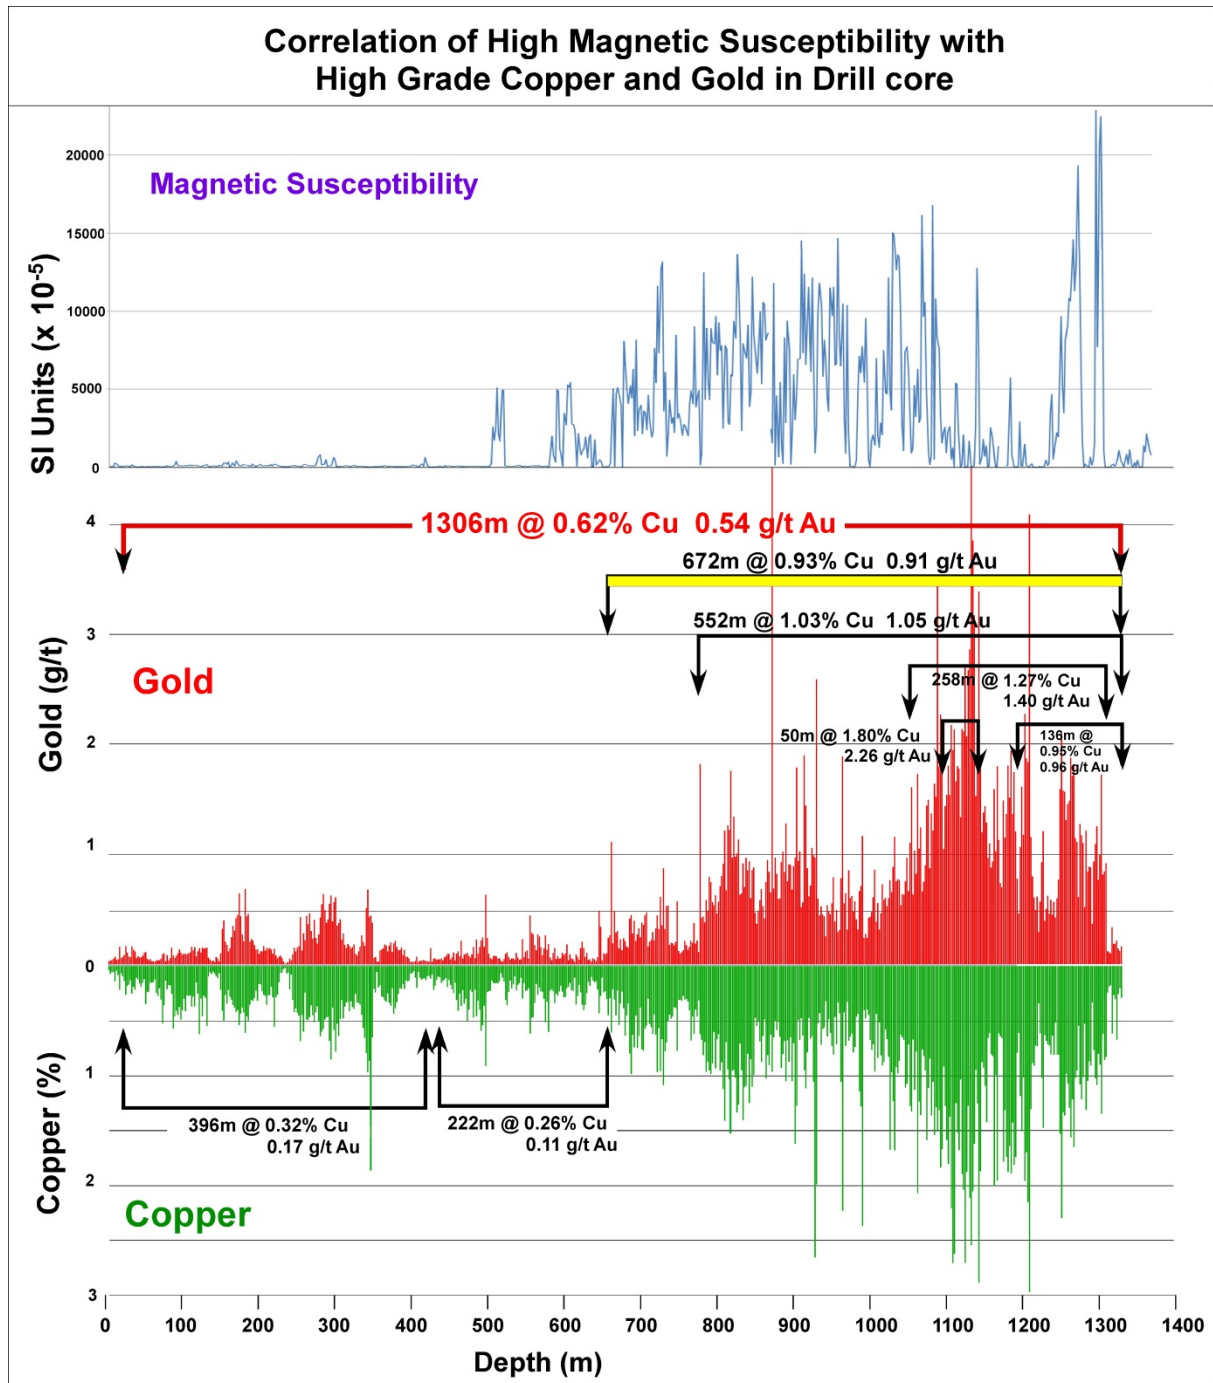 Correlation of High Magnetic Susceptibility with
High Grade Copper and Gold in Drill core
Magnetic Susceptibility
SI Units (x 10⁻⁵)
20000
15000
10000
5000
0
1306m @ 0.62% Cu 0.54 g/t Au
672m @ 0.93% Cu 0.91 g/t Au
552m @ 1.03% Cu 1.05 g/t Au
258m @ 1.27% Cu
1.40 g/t Au
50m @ 1.80% Cu
2.26 g/t Au
136m @
0.95% Cu
0.96 g/t Au
Gold
Gold (g/t)
4
3
2
1
0
396m @ 0.32% Cu
0.17 g/t Au
222m @ 0.26% Cu
0.11 g/t Au
Copper
Copper (%)
1
2
3
0 100 200 300 400 500 600 700 800 900 1000 1100 1200 1300 1400
Depth (m)